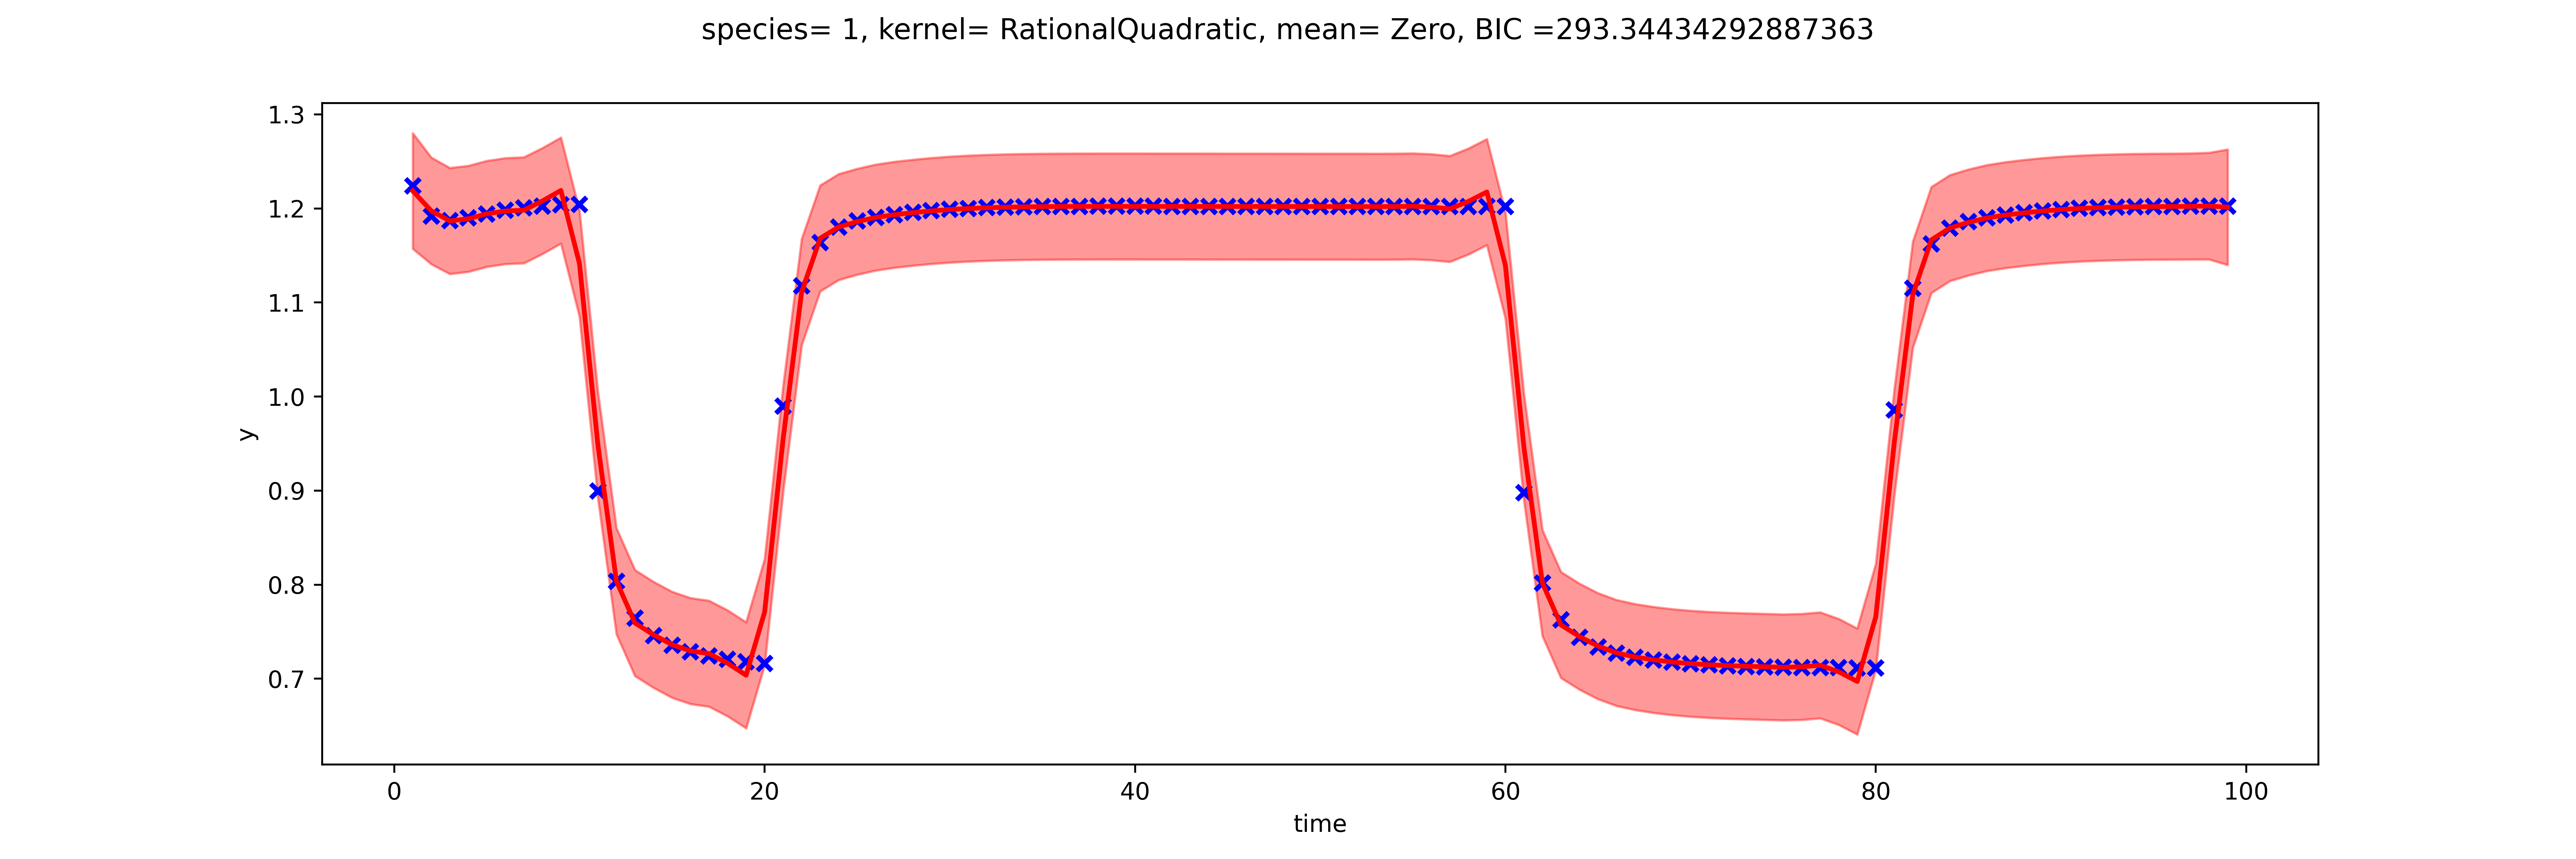 species= 1, kernel= RationalQuadratic, mean= Zero, BIC =293.34434292887363
1.3
1.2
1.1
1.0
0.9
0.8
0.7
y
0 20 40 60 80 100
time